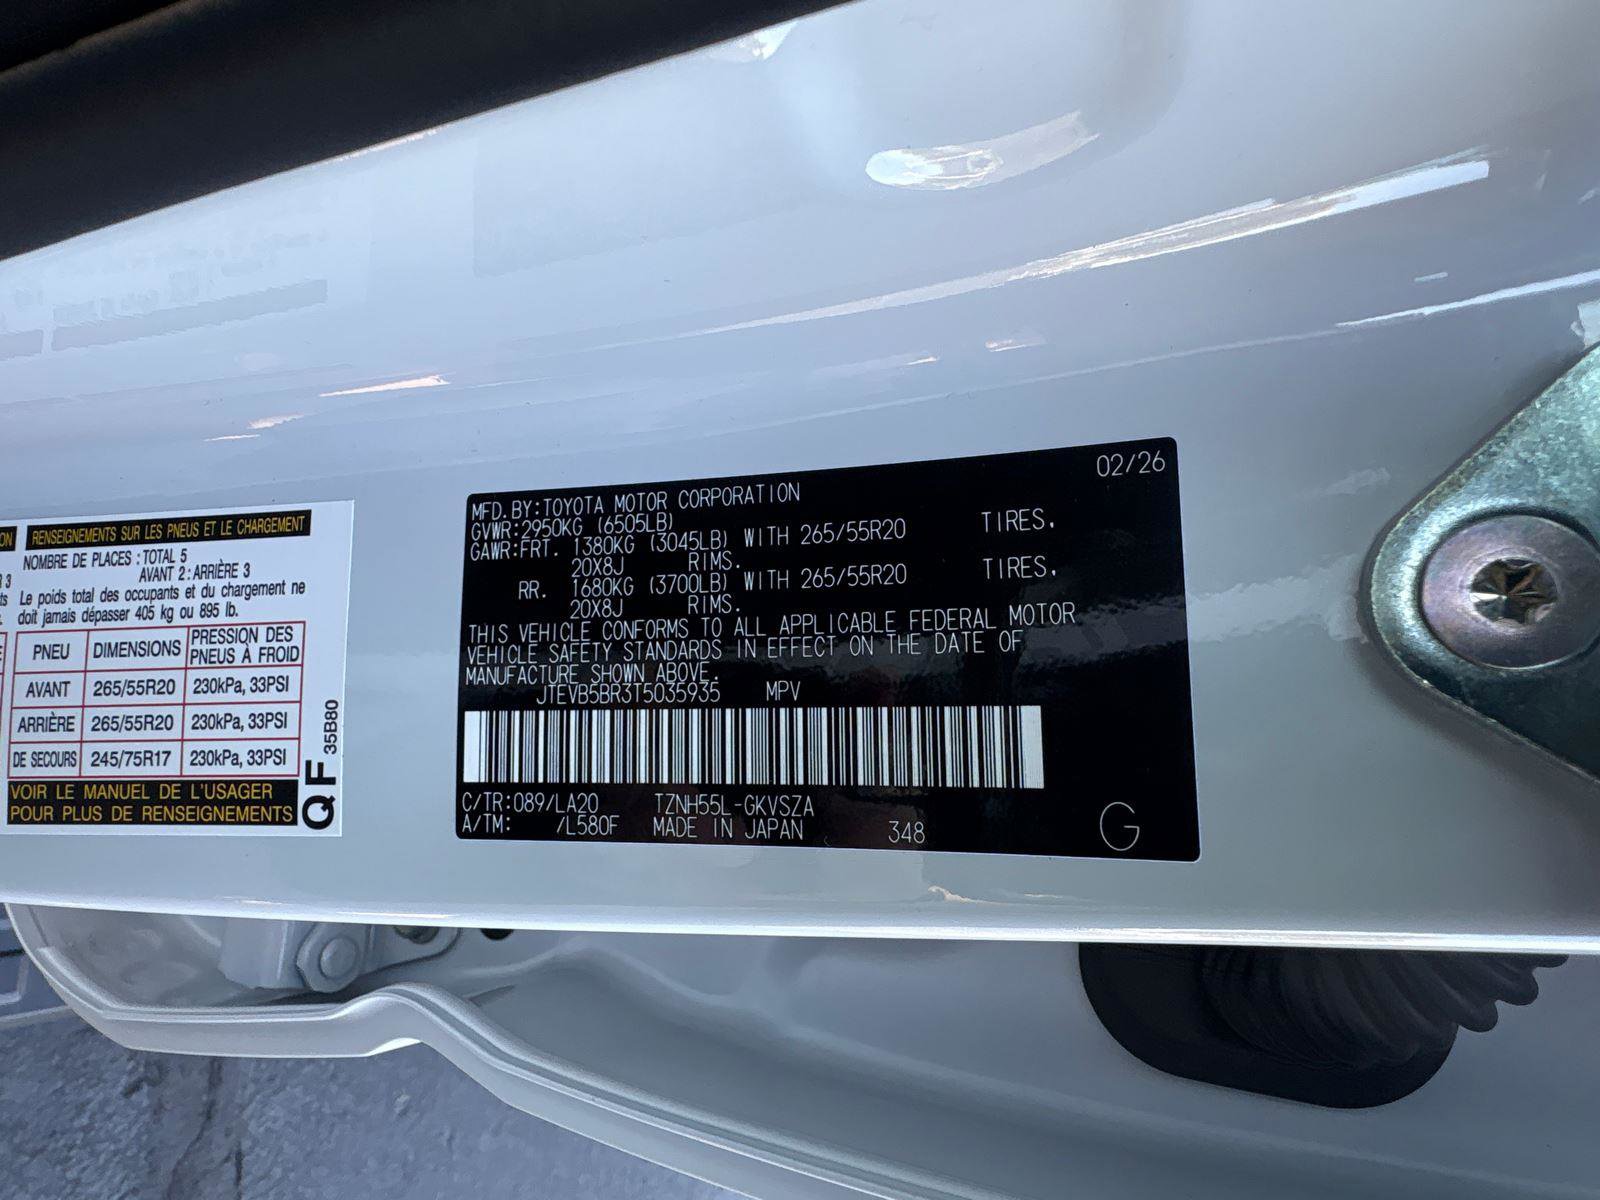 ON
R 3
ts
.
RENSEIGNEMENTS SUR LES PNEUS ET LE CHARGEMENT
NOMBRE DE PLACES : TOTAL 5
AVANT 2 : ARRIÈRE 3
Le poids total des occupants et du chargement ne
doit jamais dépasser 405 kg ou 895 lb.
PNEU DIMENSIONS PRESSION DES PNEUS À FROID
AVANT 265/55R20 230kPa, 33PSI
ARRIÈRE 265/55R20 230kPa, 33PSI
DE SECOURS 245/75R17 230kPa, 33PSI
VOIR LE MANUEL DE L'USAGER
POUR PLUS DE RENSEIGNEMENTS
QF 35B80
02/26
MFD.BY:TOYOTA MOTOR CORPORATION
GVWR:2950KG (6505LB)
GAWR:FRT. 1380KG (3045LB) WITH 265/55R20 TIRES,
20X8J RIMS.
RR. 1680KG (3700LB) WITH 265/55R20 TIRES,
20X8J RIMS.
THIS VEHICLE CONFORMS TO ALL APPLICABLE FEDERAL MOTOR
VEHICLE SAFETY STANDARDS IN EFFECT ON THE DATE OF
MANUFACTURE SHOWN ABOVE.
JTEVB5BR3T5035935 MPV
C/TR:089/LA20 TZNH55L-GKVSZA
A/TM: /L580F MADE IN JAPAN 348
G